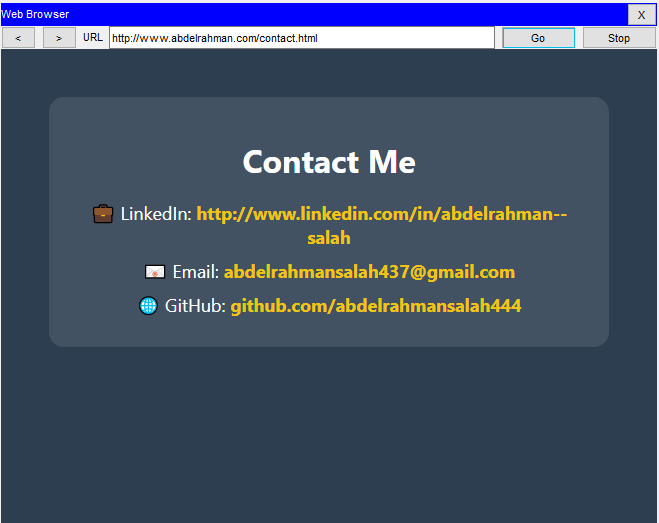 Web Browser X
< > URL http://www.abdelrahman.com/contact.html Go Stop
Contact Me
LinkedIn: http://www.linkedin.com/in/abdelrahman--
salah
Email: abdelrahmansalah437@gmail.com
GitHub: github.com/abdelrahmansalah444